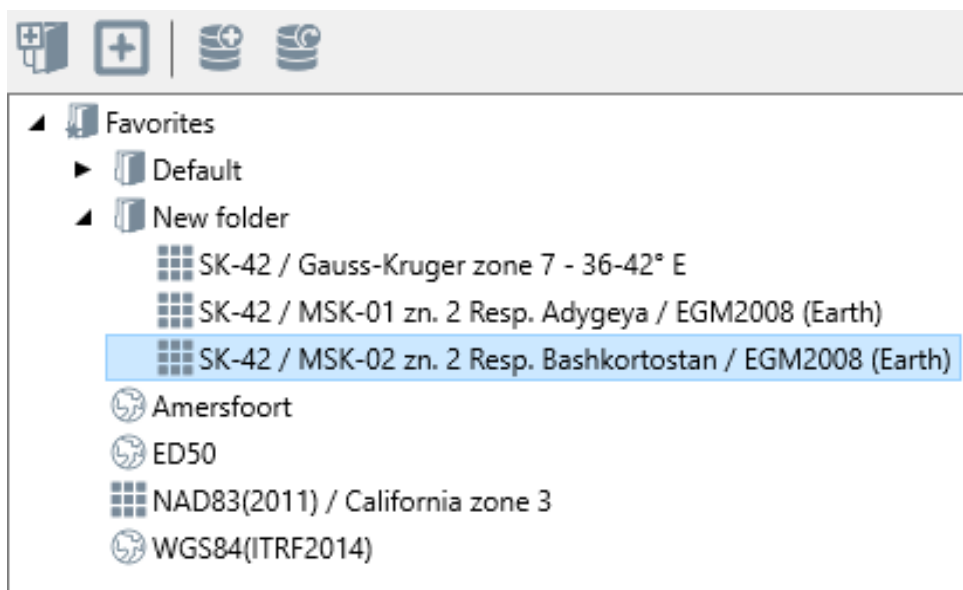 Favorites
Default
New folder
SK-42 / Gauss-Kruger zone 7 - 36-42° E
SK-42 / MSK-01 zn. 2 Resp. Adygeya / EGM2008 (Earth)
SK-42 / MSK-02 zn. 2 Resp. Bashkortostan / EGM2008 (Earth)
Amersfoort
ED50
NAD83(2011) / California zone 3
WGS84(ITRF2014)